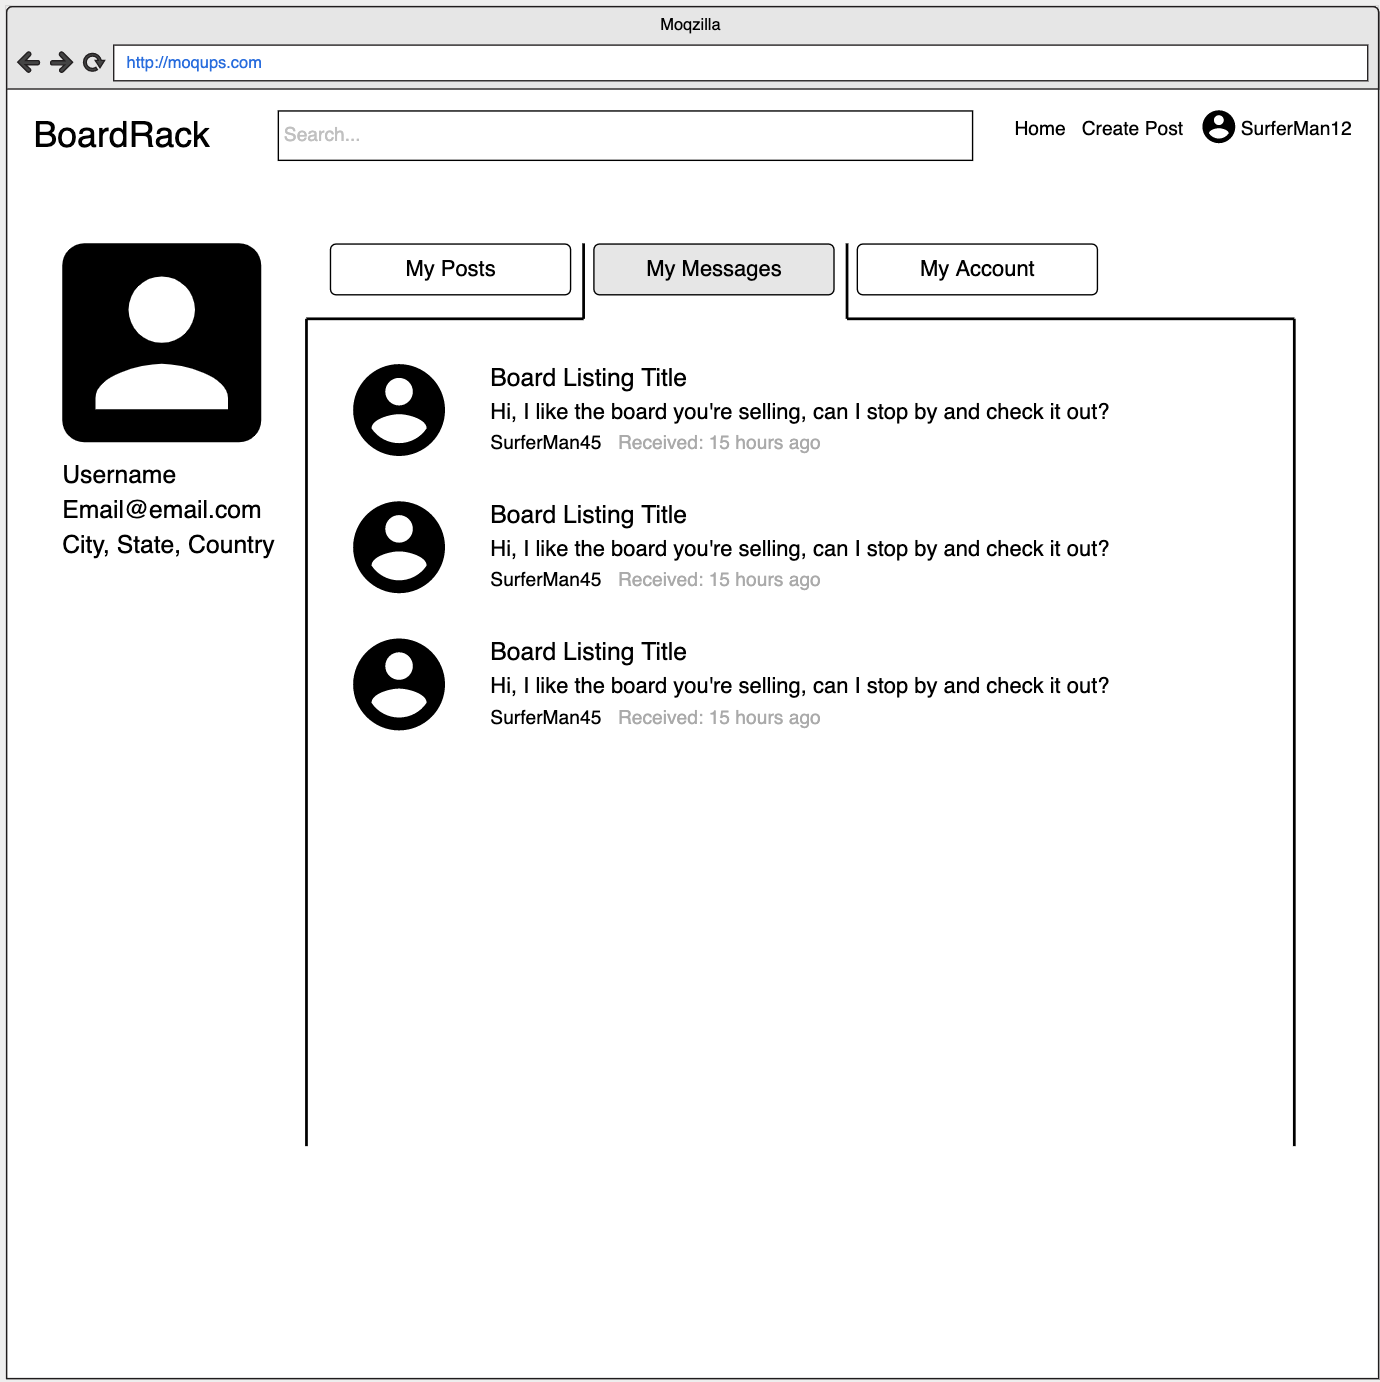 Moqzilla
http://moqups.com
BoardRack
Search...
Home Create Post SurferMan12
My Posts
My Messages
My Account
Username
Email@email.com
City, State, Country
Board Listing Title
Hi, I like the board you're selling, can I stop by and check it out?
SurferMan45 Received: 15 hours ago
Board Listing Title
Hi, I like the board you're selling, can I stop by and check it out?
SurferMan45 Received: 15 hours ago
Board Listing Title
Hi, I like the board you're selling, can I stop by and check it out?
SurferMan45 Received: 15 hours ago